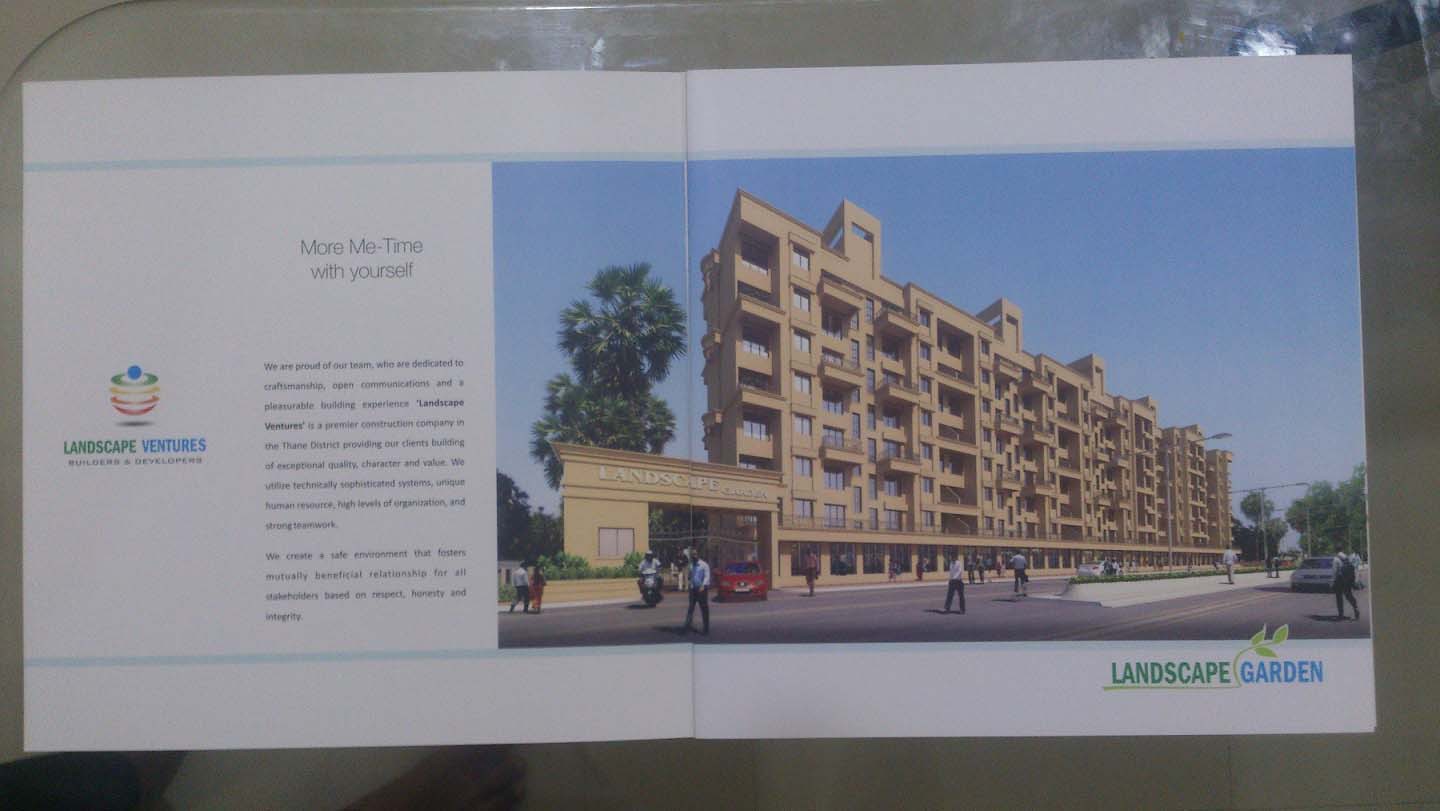 More Me-Time
with yourself
LANDSCAPE VENTURES
BUILDERS & DEVELOPERS
We are proud of our team, who are dedicated to
craftsmanship, open communications and a
pleasurable building experience ‘Landscape
Ventures’ is a premier construction company in
the Thane District providing our clients building
of exceptional quality, character and value. We
utilize technically sophisticated systems, unique
human resource, high levels of organization, and
strong teamwork.
We create a safe environment that fosters
mutually beneficial relationship for all
stakeholders based on respect, honesty and
integrity.
LANDSCAPE GARDEN
LANDSCAPE GARDEN